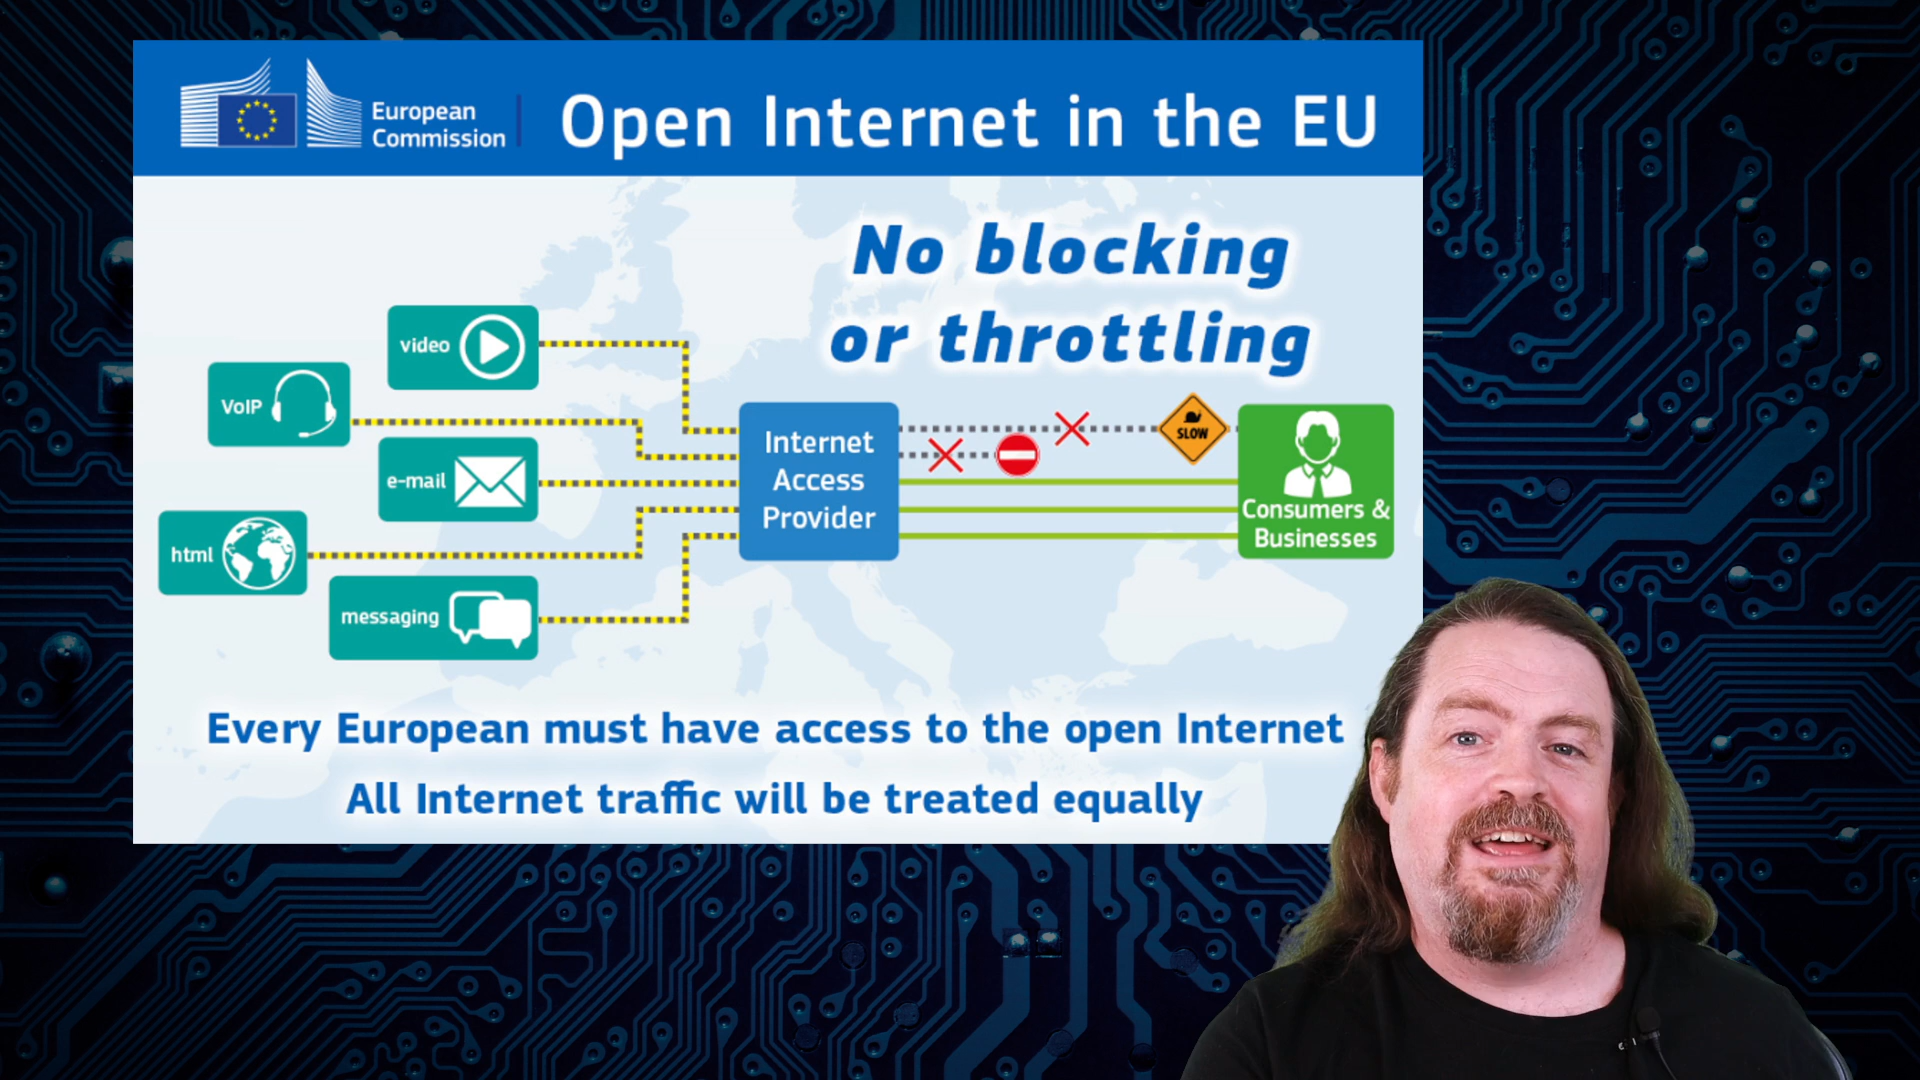 European
Commission
Open Internet in the EU
No blocking
or throttling
video
VoIP
e-mail
html
messaging
Internet
Access
Provider
SLOW
Consumers &
Businesses
Every European must have access to the open Internet
All Internet traffic will be treated equally